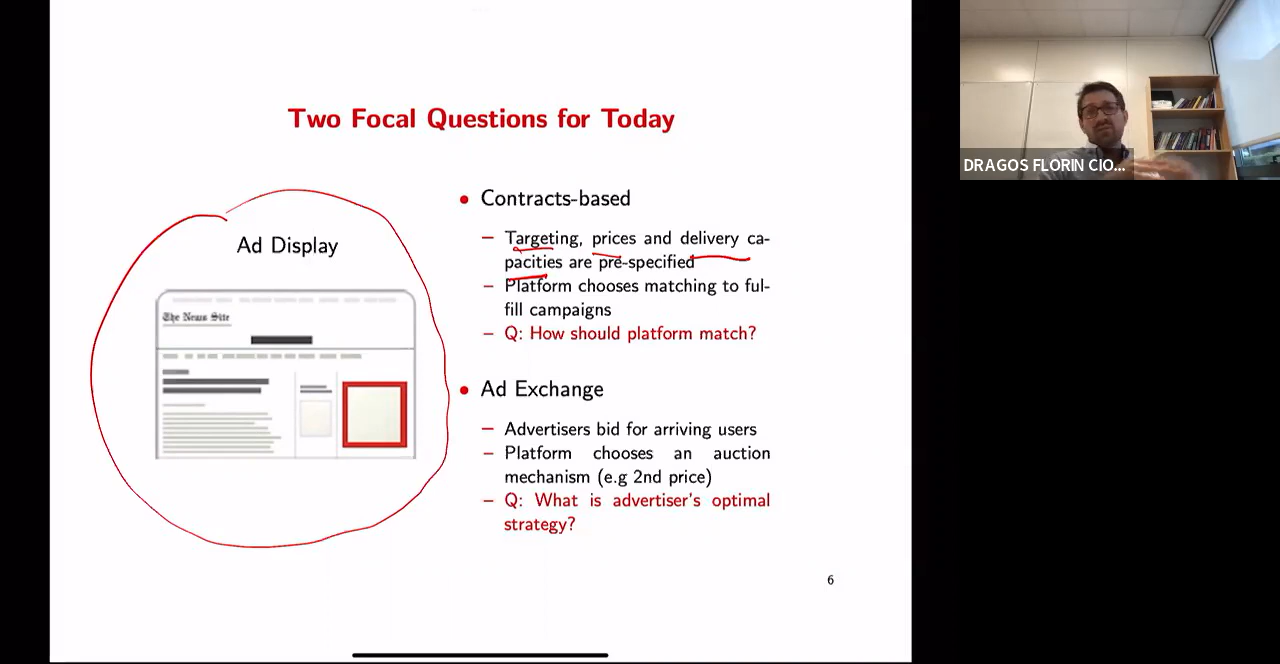 Two Focal Questions for Today
Ad Display
The News Site
• Contracts-based
– Targeting, prices and delivery ca-
pacities are pre-specified
– Platform chooses matching to ful-
fill campaigns
– Q: How should platform match?
• Ad Exchange
– Advertisers bid for arriving users
– Platform chooses an auction
mechanism (e.g 2nd price)
– Q: What is advertiser's optimal
strategy?
6
DRAGOS FLORIN CIO...